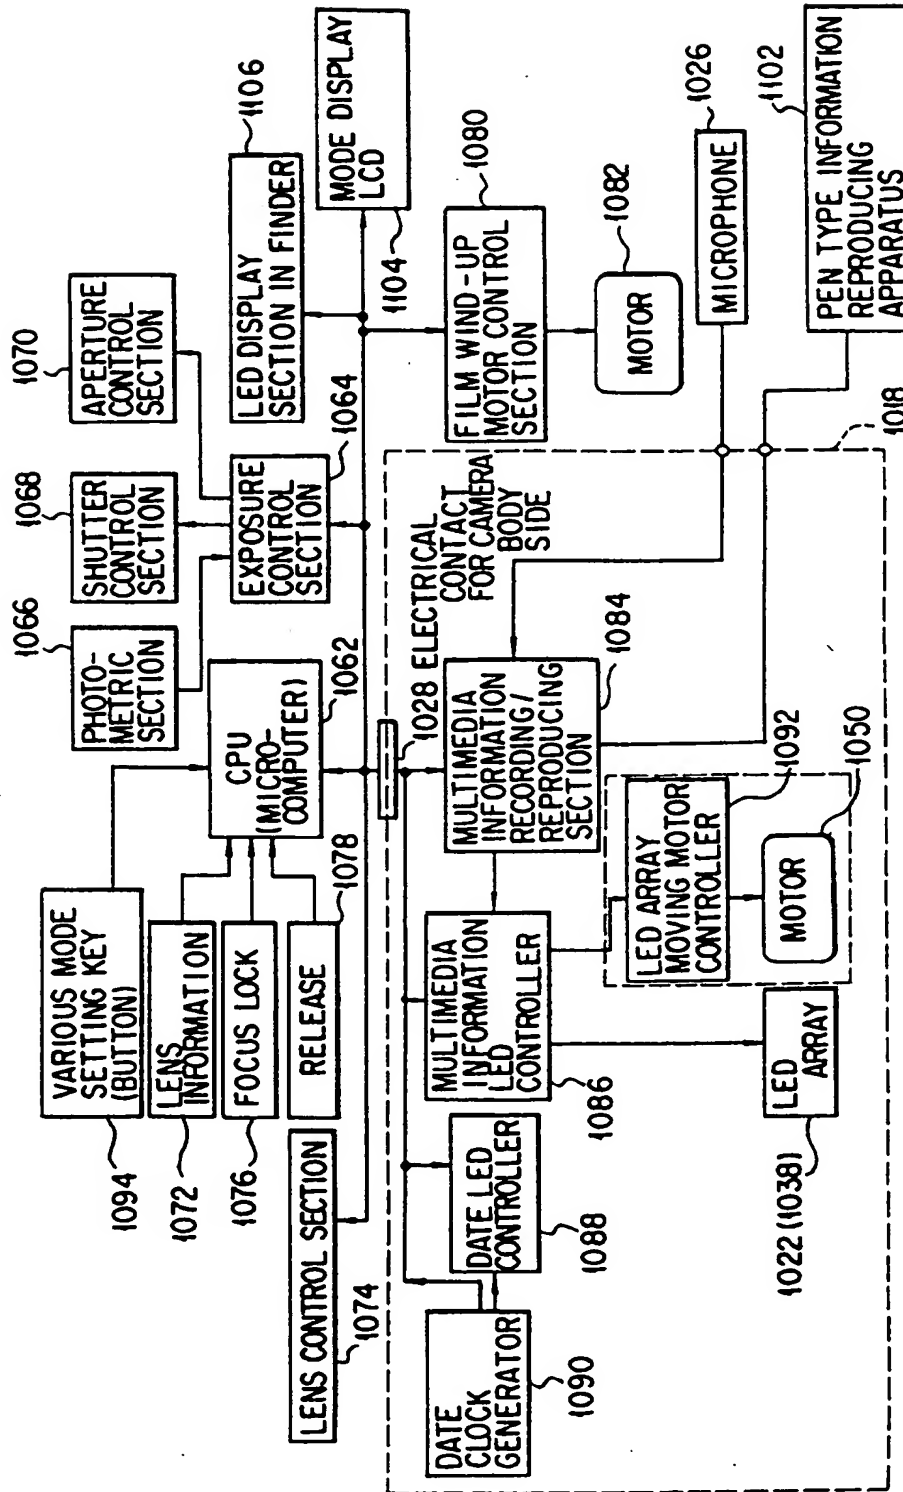 1094
VARIOUS MODE
SETTING KEY
(BUTTON)
1072
LENS
INFORMATION
1076
FOCUS LOCK
RELEASE
1078
LENS CONTROL SECTION
1074
CPU
(MICRO-
COMPUTER)
1062
1066
PHOTO-
METRIC
SECTION
1068
SHUTTER
CONTROL
SECTION
1070
APERTURE
CONTROL
SECTION
EXPOSURE
CONTROL
SECTION
1064
LED DISPLAY
SECTION IN FINDER
1106
MODE DISPLAY
LCD
1104
FILM WIND-UP
MOTOR CONTROL
SECTION
1080
MOTOR
1082
MICROPHONE
1026
PEN TYPE INFORMATION
REPRODUCING
APPARATUS
1102
1018
1028 ELECTRICAL
CONTACT
FOR CAMERA
BODY
SIDE
MULTIMEDIA
INFORMATION
RECORDING/
REPRODUCING
SECTION
1084
MULTIMEDIA
INFORMATION
LED
CONTROLLER
1086
LED ARRAY
MOVING MOTOR
CONTROLLER
1092
MOTOR
1050
LED
ARRAY
1022 (1038)
DATE LED
CONTROLLER
1088
DATE
CLOCK
GENERATOR
1090